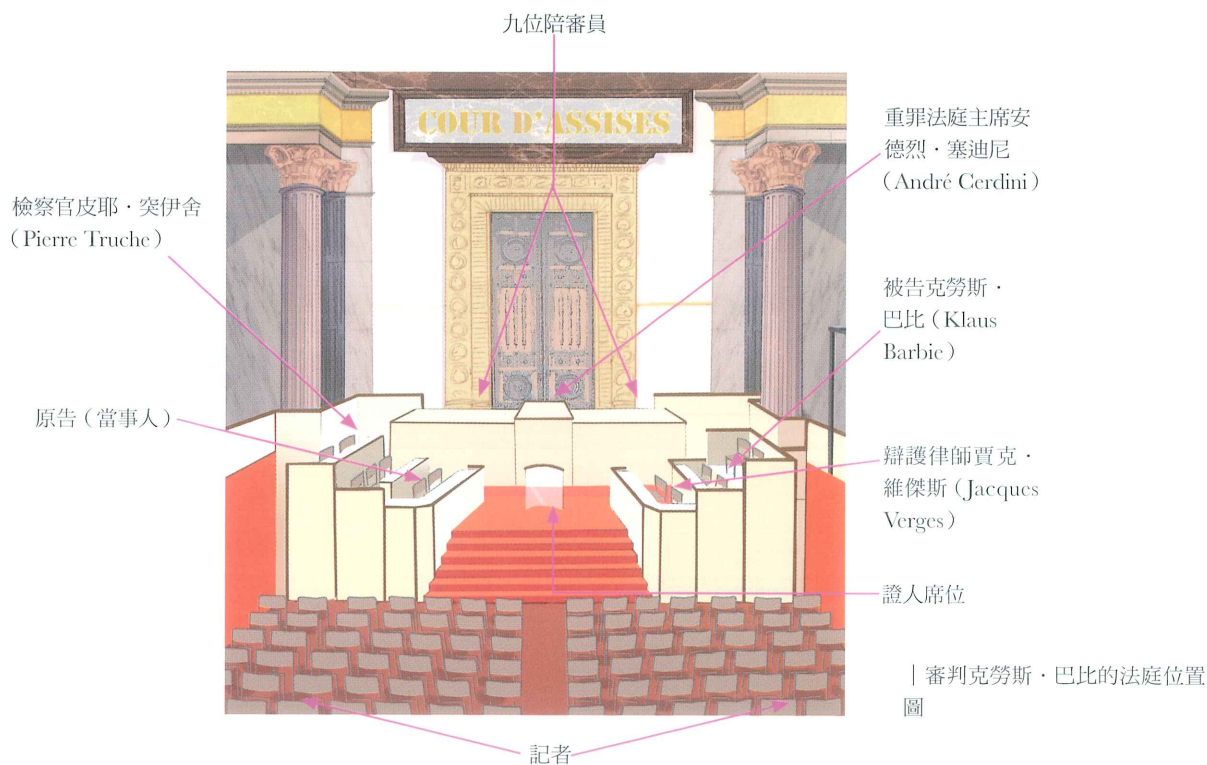 九位陪審員
COUR D'ASSISES
重罪法庭主席安
德烈・塞迪尼
（André Cerdini）
檢察官皮耶・突伊舍
（Pierre Truche）
被告克勞斯・
巴比（Klaus
Barbie）
原告（當事人）
辯護律師賈克・
維傑斯（Jacques
Verges）
證人席位
｜審判克勞斯・巴比的法庭位置
圖
記者